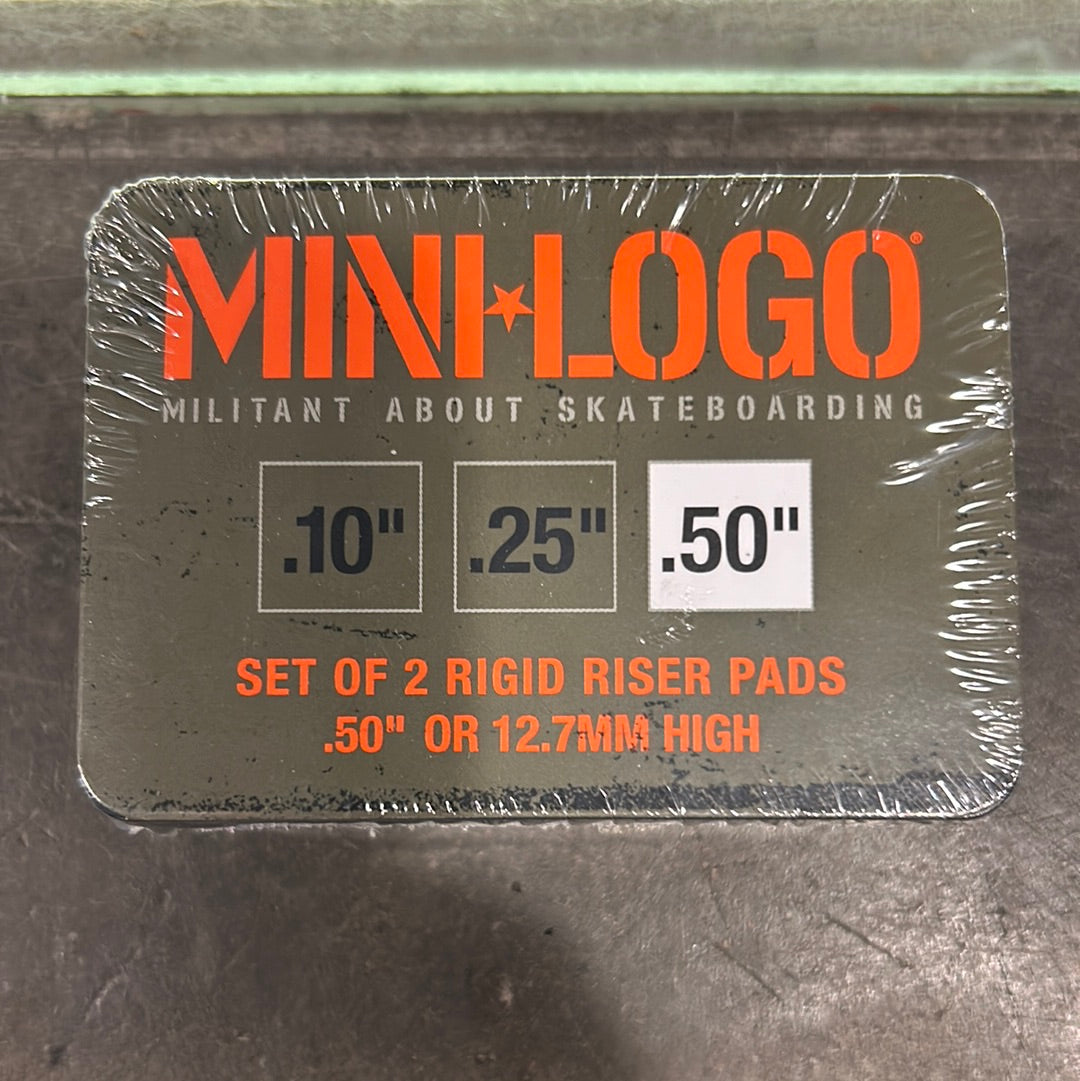 MINI★LOGO®
MILITANT ABOUT SKATEBOARDING
.10" .25" .50"
SET OF 2 RIGID RISER PADS
.50" OR 12.7MM HIGH